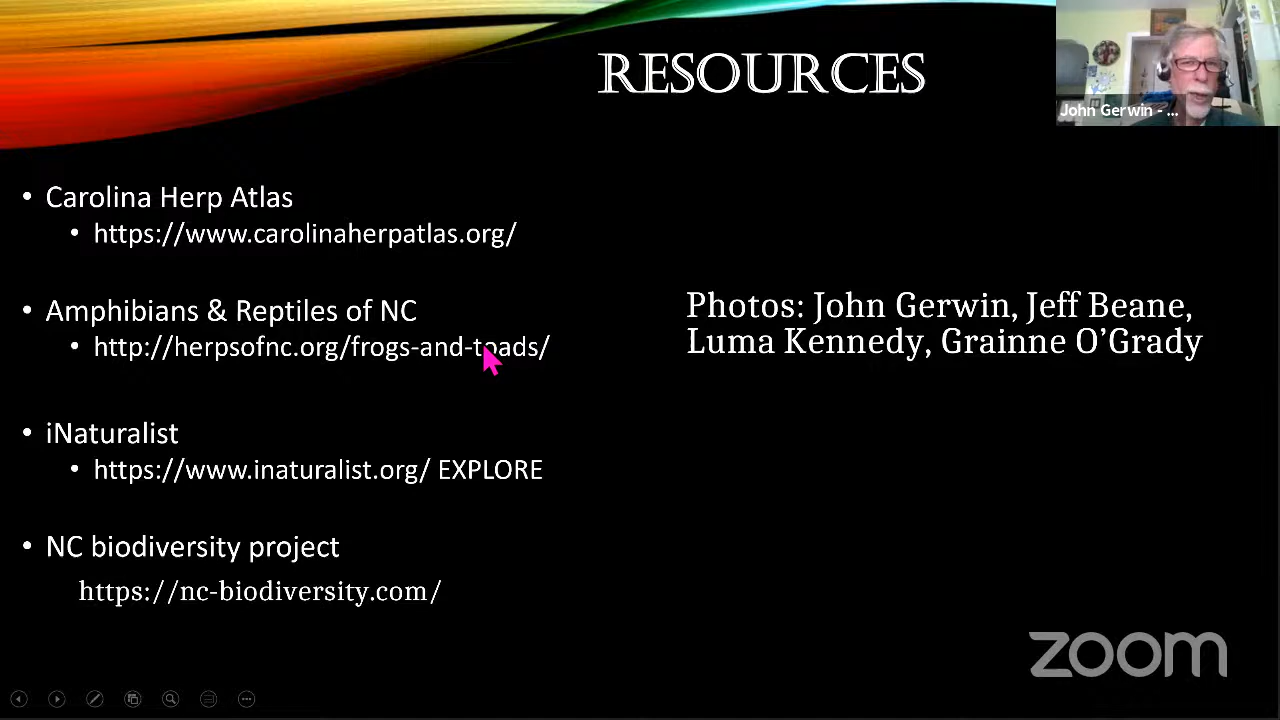 RESOURCES
John Gerwin - ...
• Carolina Herp Atlas
• https://www.carolinaherpatlas.org/
• Amphibians & Reptiles of NC
• http://herpsofnc.org/frogs-and-toads/
• iNaturalist
• https://www.inaturalist.org/ EXPLORE
• NC biodiversity project
https://nc-biodiversity.com/
Photos: John Gerwin, Jeff Beane,
Luma Kennedy, Grainne O’Grady
zoom